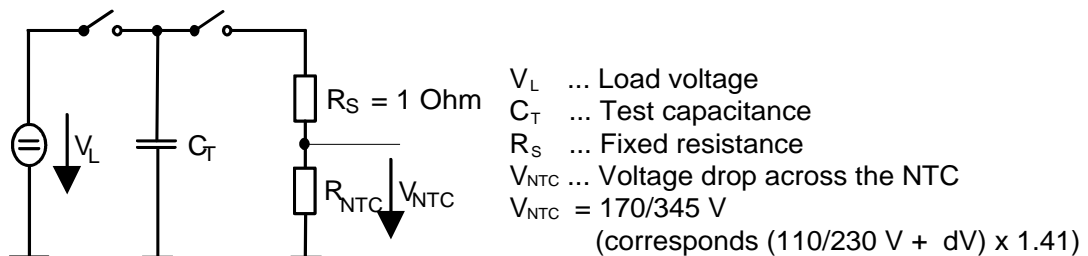 V_L
C_T
R_S = 1 Ohm
R_NTC
V_NTC
V_L ... Load voltage
C_T ... Test capacitance
R_S ... Fixed resistance
V_NTC ... Voltage drop across the NTC
V_NTC = 170/345 V
(corresponds (110/230 V + dV) x 1.41)